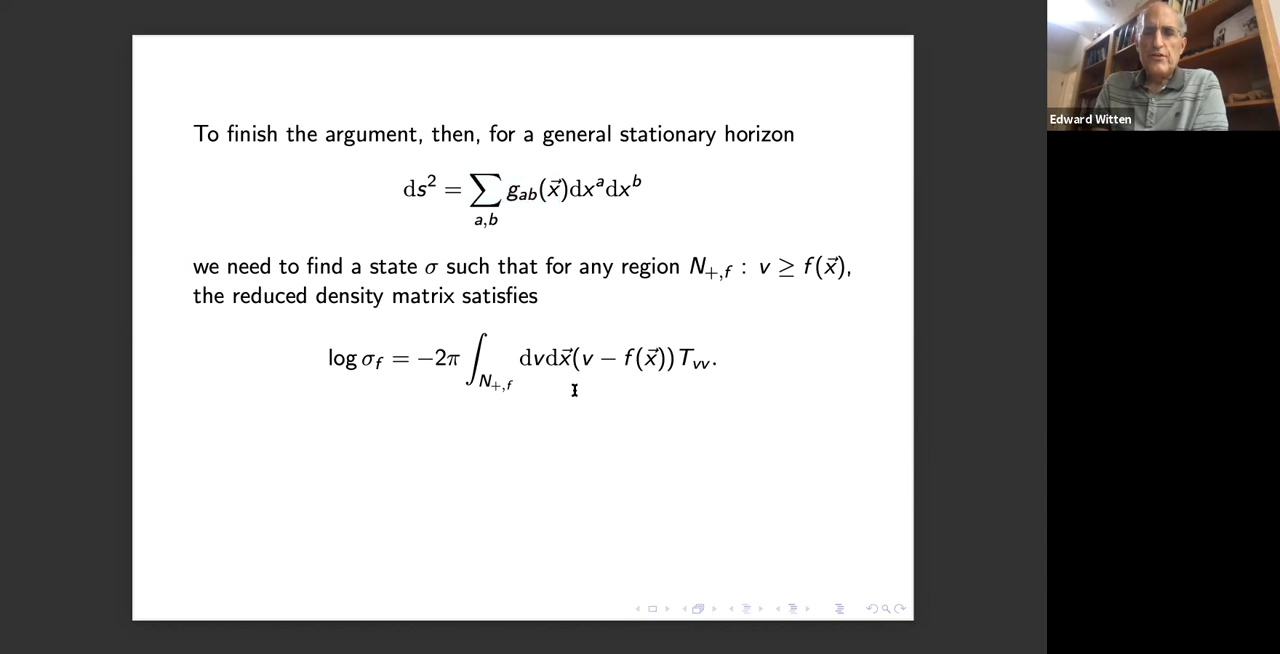 To finish the argument, then, for a general stationary horizon
ds² = ∑_{a,b} g_{ab}(x⃗)dx^a dx^b
we need to find a state σ such that for any region N_{+,f} : v ≥ f(x⃗),
the reduced density matrix satisfies
log σ_f = −2π ∫_{N_{+,f}} dvdx⃗(v − f(x⃗))T_{vv}.
Edward Witten